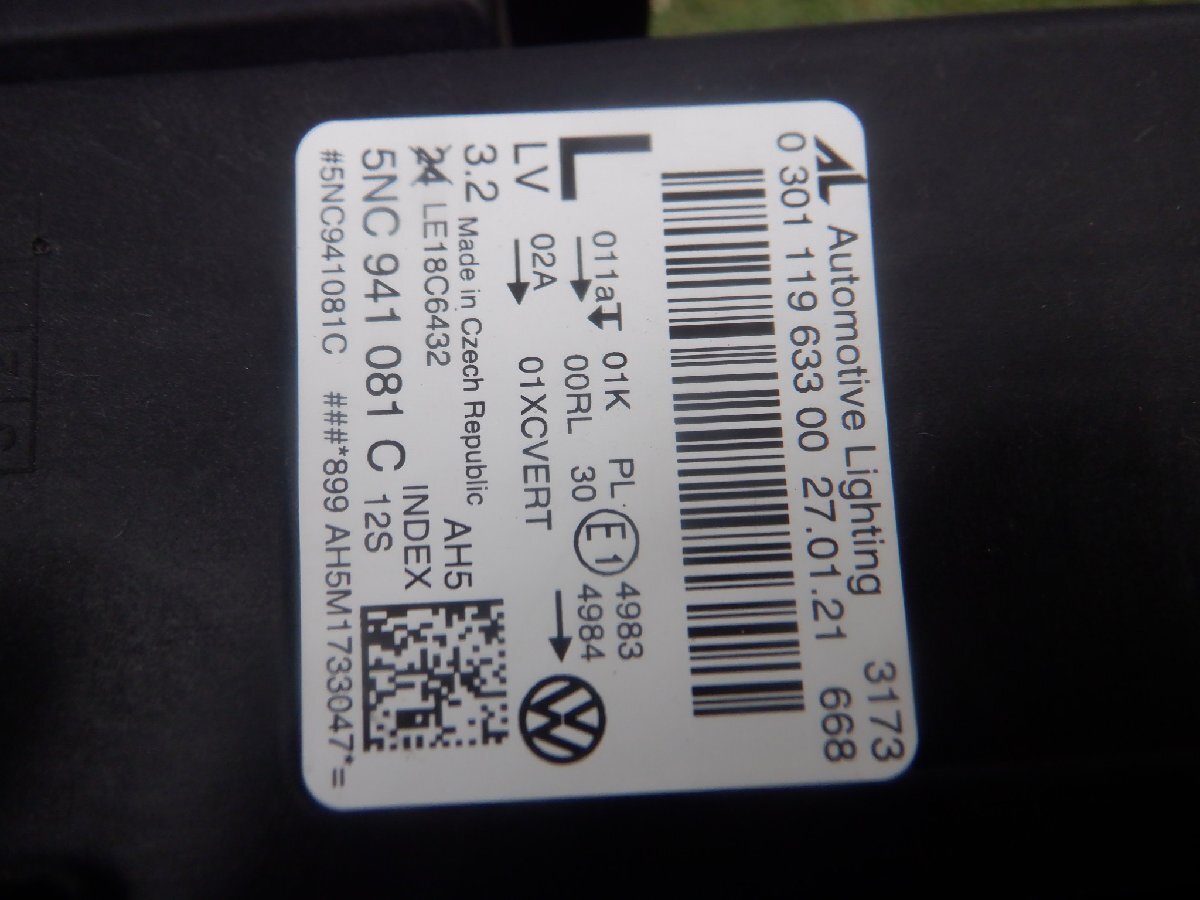 AL Automotive Lighting 3173
0 301 119 633 00 27.01.21 668
L 011a 01K PL. E1 4983
00RL 30 4984
LV 02A 01XCVERT
3.2 Made in Czech Republic AH5
24 LE18C6432 INDEX
5NC 941 081 C 12S
#5NC941081C ###*899 AH5M1733047*=